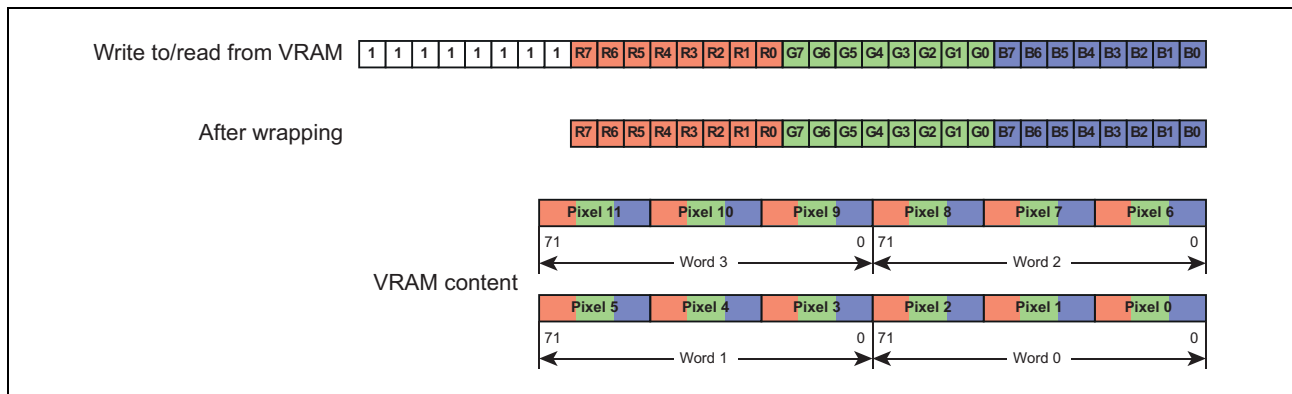 Write to/read from VRAM 1 1 1 1 1 1 1 1 R7 R6 R5 R4 R3 R2 R1 R0 G7 G6 G5 G4 G3 G2 G1 G0 B7 B6 B5 B4 B3 B2 B1 B0
After wrapping R7 R6 R5 R4 R3 R2 R1 R0 G7 G6 G5 G4 G3 G2 G1 G0 B7 B6 B5 B4 B3 B2 B1 B0
Pixel 11 Pixel 10 Pixel 9 Pixel 8 Pixel 7 Pixel 6
71 0 71 0
Word 3 Word 2
VRAM content
Pixel 5 Pixel 4 Pixel 3 Pixel 2 Pixel 1 Pixel 0
71 0 71 0
Word 1 Word 0